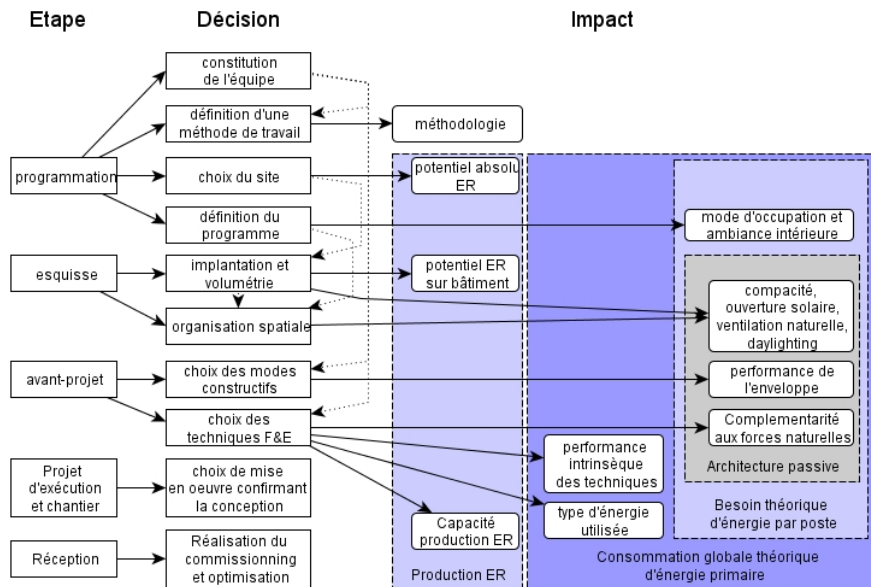 Etape
Décision
Impact
constitution
de l'équipe
définition d'une
méthode de travail
méthodologie
programmation
choix du site
potentiel absolu
ER
définition du
programme
mode d'occupation et
ambiance intérieure
esquisse
implantation et
volumétrie
potentiel ER
sur bâtiment
organisation spatiale
compacité,
ouverture solaire,
ventilation naturelle,
daylighting
avant-projet
choix des modes
constructifs
performance de
l'enveloppe
choix des
techniques F&E
Complementarité
aux forces naturelles
Architecture passive
performance
intrinsèque
des techniques
Projet
d'exécution
et chantier
choix de mise
en oeuvre confirmant
la conception
type d'énergie
utilisée
Besoin théorique
d'énergie par poste
Capacité
production ER
Réception
Réalisation du
commissionning
et optimisation
Production ER
Consommation globale théorique
d'énergie primaire